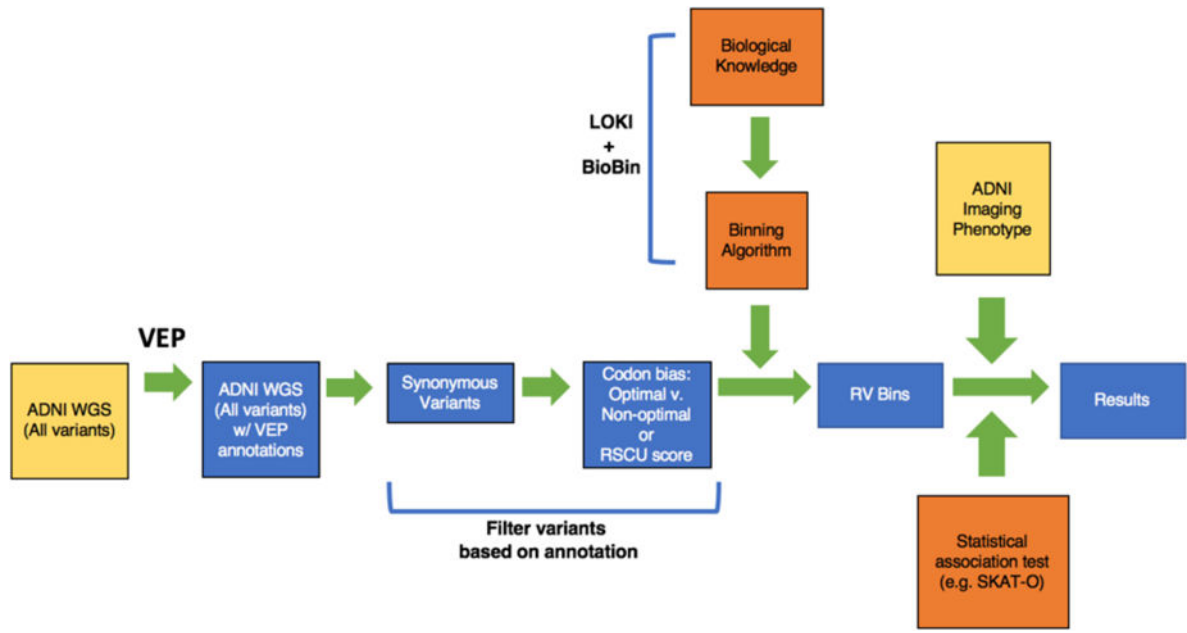 Biological
Knowledge
LOKI
+
BioBin
Binning
Algorithm
ADNI
Imaging
Phenotype
VEP
ADNI WGS
(All variants)
ADNI WGS
(All variants)
w/ VEP
annotations
Synonymous
Variants
Codon bias:
Optimal v.
Non-optimal
or
RSCU score
RV Bins
Results
Filter variants
based on annotation
Statistical
association test
(e.g. SKAT-O)